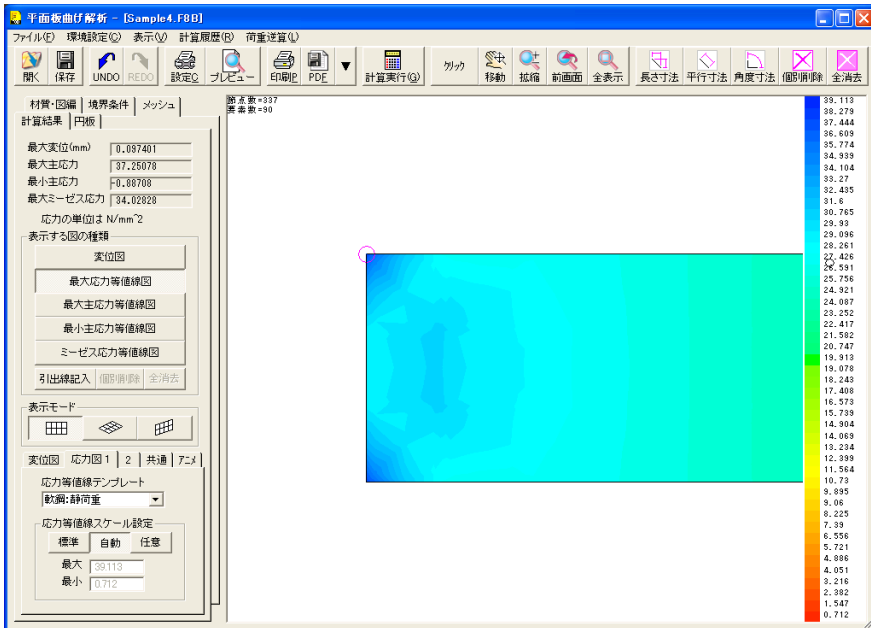 平面板曲げ解析 - [Sample4.F8B]
ファイル(F) 環境設定(C) 表示(V) 計算履歴(R) 荷重逆算(L)
開く 保存 UNDO REDO 設定C プレビュー 印刷P PDF 計算実行(G) クリック 移動 拡縮 前画面 全表示 長さ寸法 平行寸法 角度寸法 個別削除 全消去
材質・図編 境界条件 メッシュ
計算結果 円板
最大変位(mm) 0.097401
最大主応力 37.25078
最小主応力 -0.88708
最大ミーゼス応力 34.02828
応力の単位は N/mm^2
表示する図の種類
変位図
最大応力等値線図
最大主応力等値線図
最小主応力等値線図
ミーゼス応力等値線図
引出線記入 個別削除 全消去
表示モード
変位図 応力図1 2 共通 アニメ
応力等値線テンプレート
軟鋼:静荷重
応力等値線スケール設定
標準 自動 任意
最大 39.113
最小 0.712
節点数=337
要素数=90
39.113
38.279
37.444
36.609
35.774
34.939
34.104
33.27
32.435
31.6
30.765
29.93
29.096
28.261
27.426
26.591
25.756
24.921
24.087
23.252
22.417
21.582
20.747
19.913
19.078
18.243
17.408
16.573
15.739
14.904
14.069
13.234
12.399
11.564
10.73
9.895
9.06
8.225
7.39
6.556
5.721
4.886
4.051
3.216
2.382
1.547
0.712